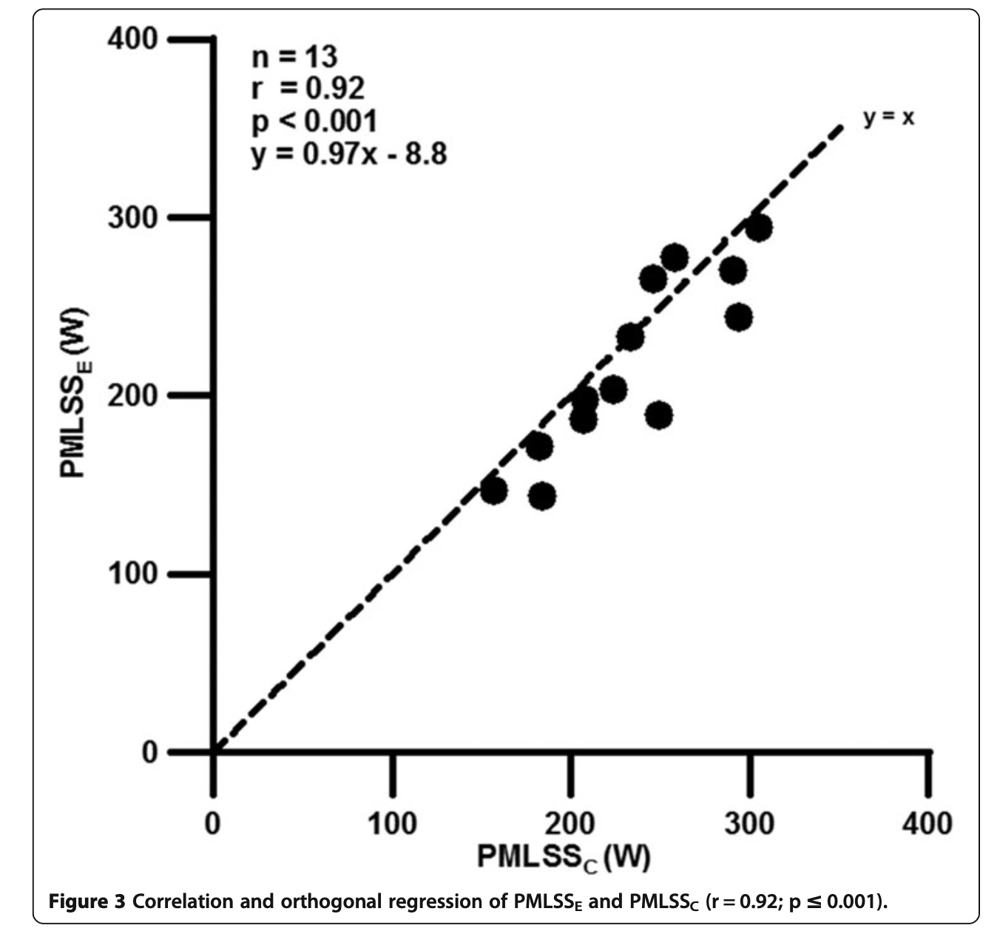 400
n = 13
r = 0.92
p < 0.001
y = 0.97x - 8.8
y = x
300
200
100
0
PMLSSE (W)
0 100 200 300 400
PMLSSC (W)
Figure 3 Correlation and orthogonal regression of PMLSSE and PMLSSC (r = 0.92; p ≤ 0.001).